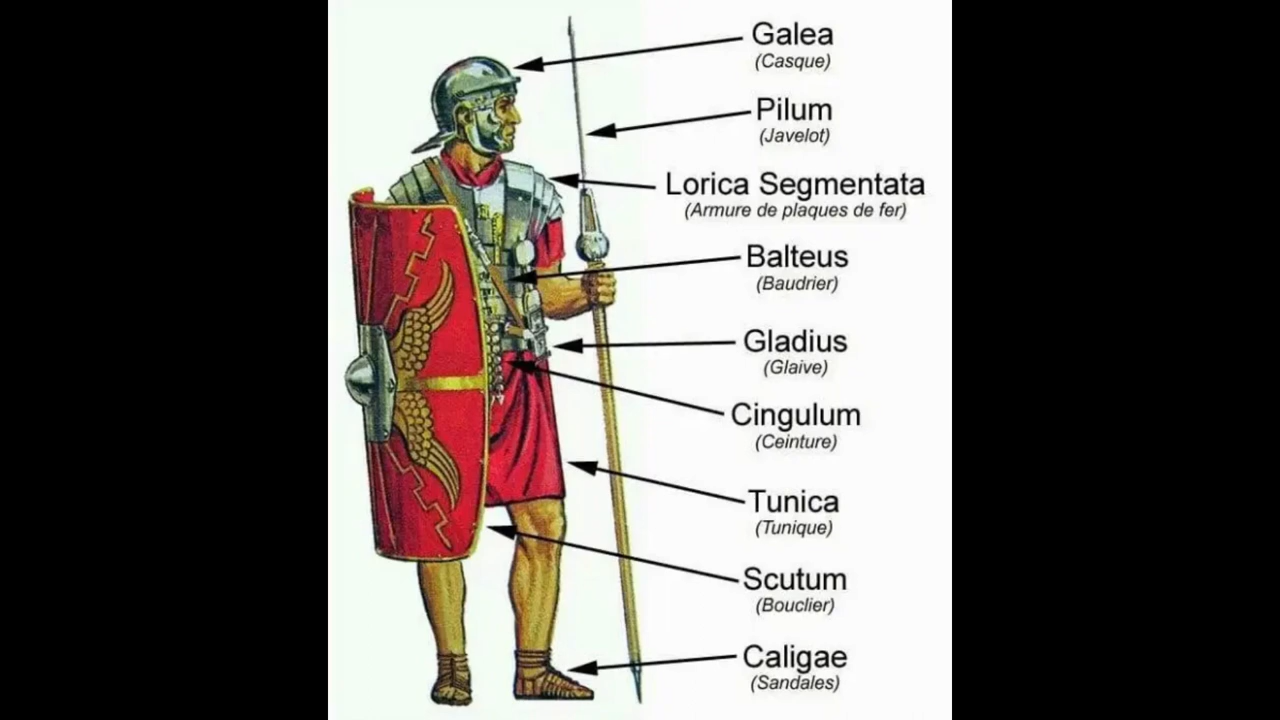 Galea
(Casque)
Pilum
(Javelot)
Lorica Segmentata
(Armure de plaques de fer)
Balteus
(Baudrier)
Gladius
(Glaive)
Cingulum
(Ceinture)
Tunica
(Tunique)
Scutum
(Bouclier)
Caligae
(Sandales)